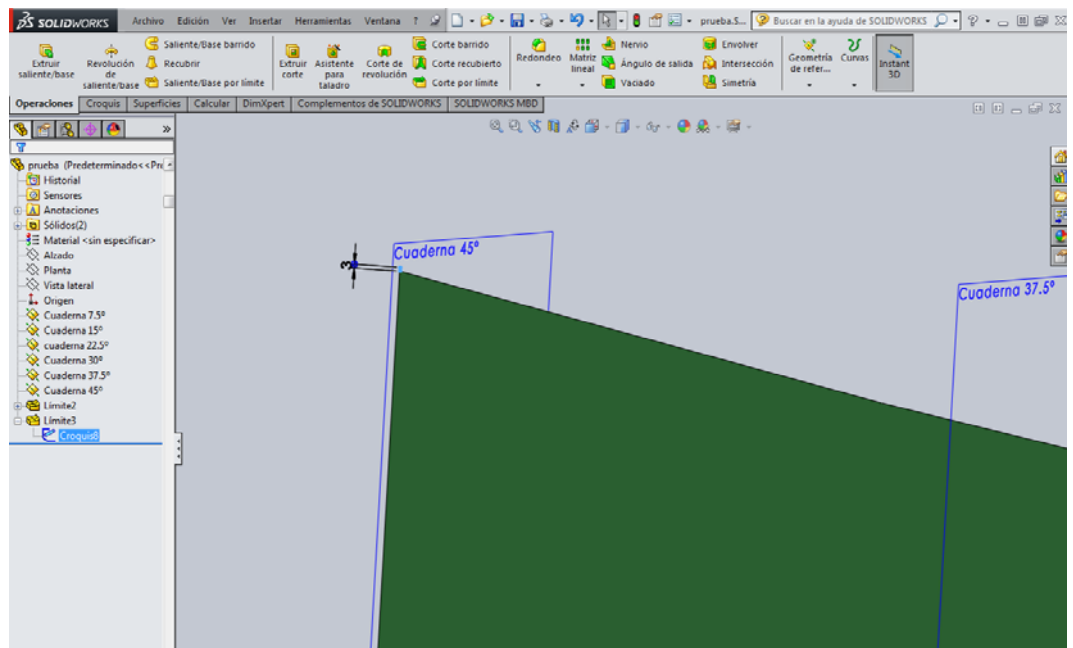 SOLIDWORKS Archivo Edición Ver Insertar Herramientas Ventana ? prueba.S... Buscar en la ayuda de SOLIDWORKS
Extruir saliente/base
Revolución de saliente/base
Saliente/Base barrido
Recubrir
Saliente/Base por límite
Extruir corte
Asistente para taladro
Corte de revolución
Corte barrido
Corte recubierto
Corte por límite
Redondeo
Matriz lineal
Nervio
Ángulo de salida
Vaciado
Envolver
Intersección
Simetría
Geometría de refer...
Curvas
Instant 3D
Operaciones Croquis Superficies Calcular DimXpert Complementos de SOLIDWORKS SOLIDWORKS MBD
prueba (Predeterminado<<Pre
Historial
Sensores
Anotaciones
Sólidos(2)
Material <sin especificar>
Alzado
Planta
Vista lateral
Origen
Cuaderna 7.5º
Cuaderna 15º
cuaderna 22.5º
Cuaderna 30º
Cuaderna 37.5º
Cuaderna 45º
Límite2
Límite3
Croquis8
Cuaderna 45º
3
Cuaderna 37.5º